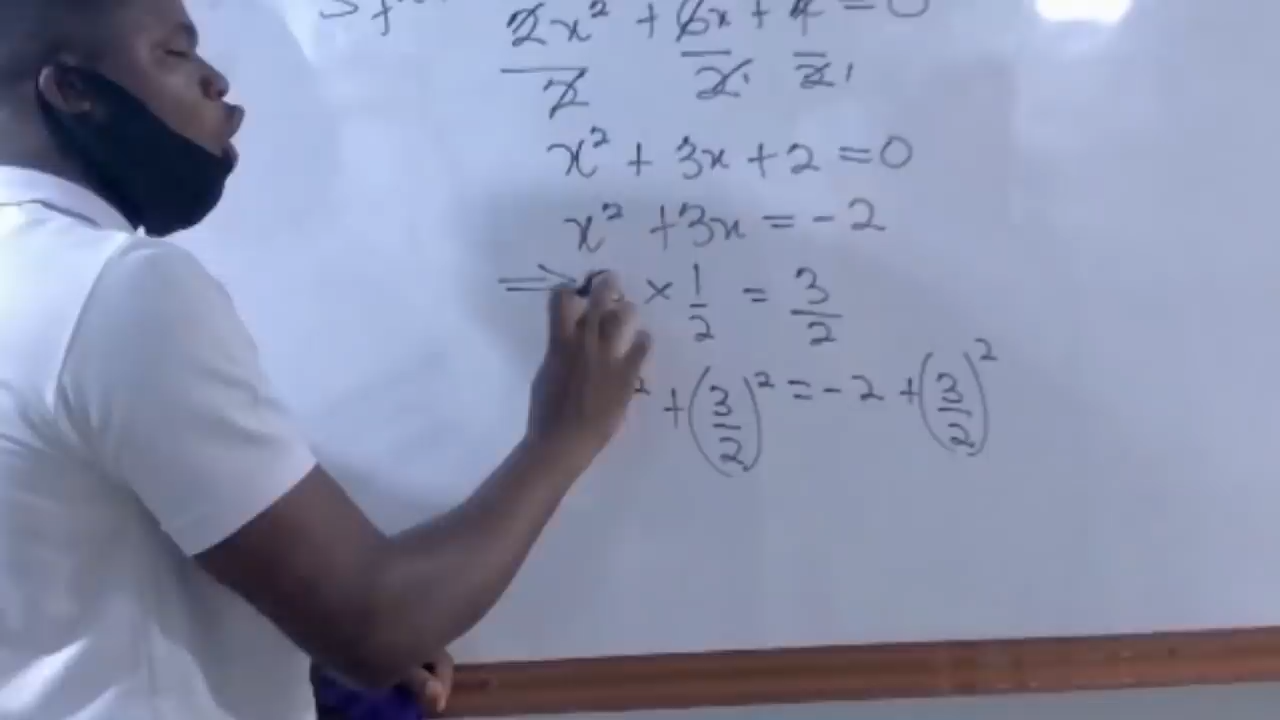 2x² + 6x + 4 = 0
2 2 2
x² + 3x + 2 = 0
x² + 3x = -2
⇒ × 1/2 = 3/2
² + (3/2)² = -2 + (3/2)²